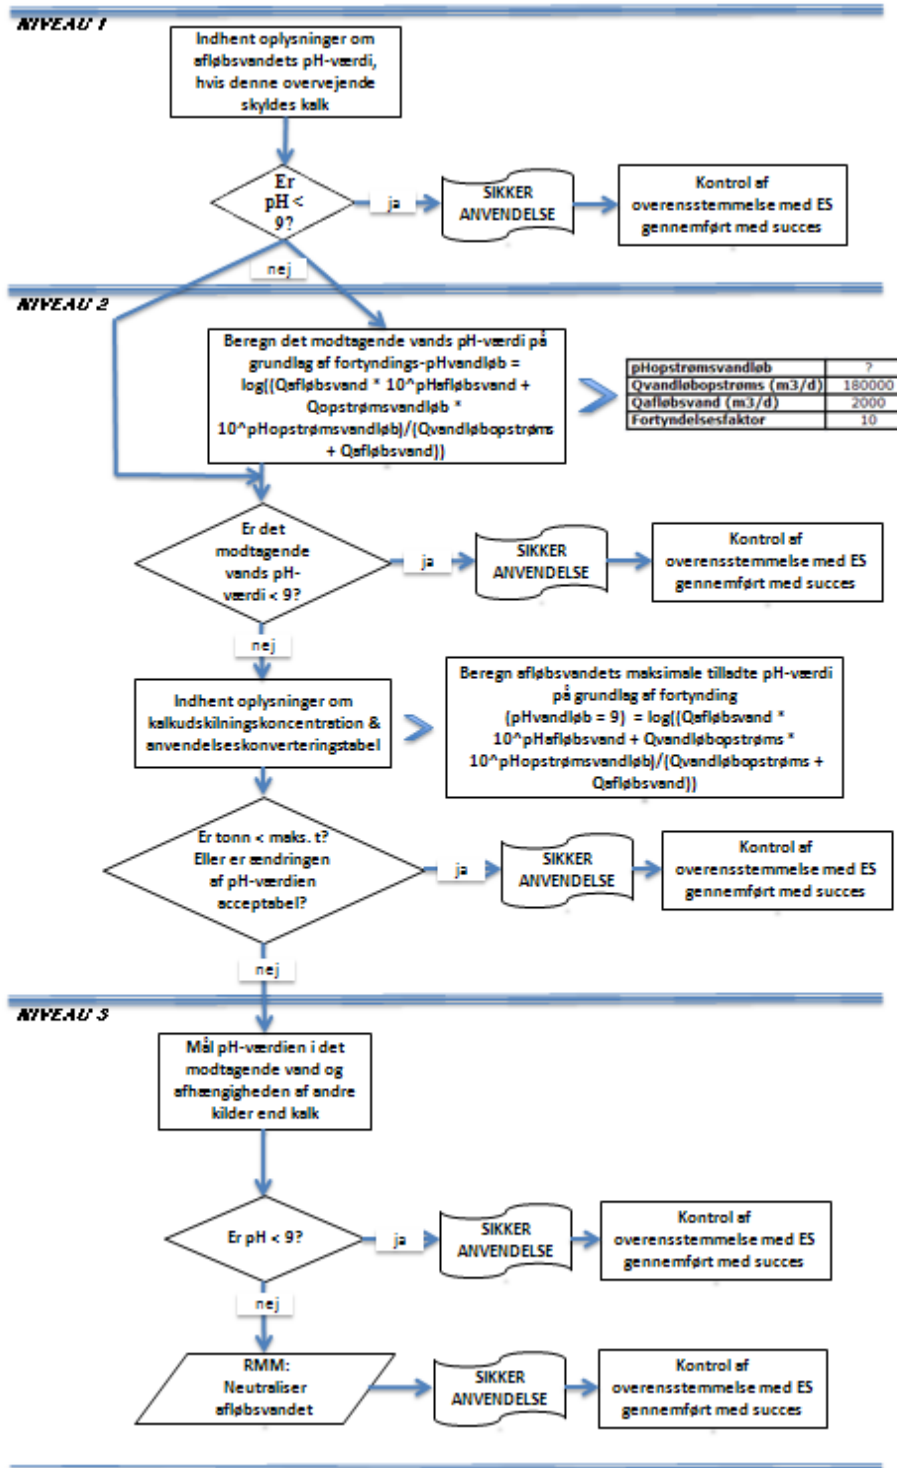 NIVEAU 1
Indhent oplysninger om
afløbsvandets pH-værdi,
hvis denne overvejende
skyldes kalk
Er
pH <
9?
ja
SIKKER
ANVENDELSE
Kontrol af
overensstemmelse med ES
gennemført med succes
nej
NIVEAU 2
Beregn det modtagende vands pH-værdi på
grundlag af fortyndings-pHvandløb =
log((Qafløbsvand * 10^pHafløbsvand +
Qopstrømsvandløb *
10^pHopstrømsvandløb)/(Qvandløbopstrøms
+ Qafløbsvand))
pHopstrømsvandløb ?
Qvandløbopstrøms (m3/d) 180000
Qafløbsvand (m3/d) 2000
Fortyndelsesfaktor 10
Er det
modtagende
vands pH-
værdi < 9?
ja
SIKKER
ANVENDELSE
Kontrol af
overensstemmelse med ES
gennemført med succes
nej
Indhent oplysninger om
kalkudskilningskoncentration &
anvendelseskonverteringstabel
Beregn afløbsvandets maksimale tilladte pH-værdi
på grundlag af fortynding
(pHvandløb = 9) = log((Qafløbsvand *
10^pHafløbsvand + Qvandløbopstrøms *
10^pHopstrømsvandløb)/(Qvandløbopstrøms +
Qafløbsvand))
Er tonn < maks. t?
Eller er ændringen
af pH-værdien
acceptabel?
ja
SIKKER
ANVENDELSE
Kontrol af
overensstemmelse med ES
gennemført med succes
nej
NIVEAU 3
Mål pH-værdien i det
modtagende vand og
afhængigheden af andre
kilder end kalk
Er pH < 9?
ja
SIKKER
ANVENDELSE
Kontrol af
overensstemmelse med ES
gennemført med succes
nej
RMM:
Neutraliser
afløbsvandet
SIKKER
ANVENDELSE
Kontrol af
overensstemmelse med ES
gennemført med succes